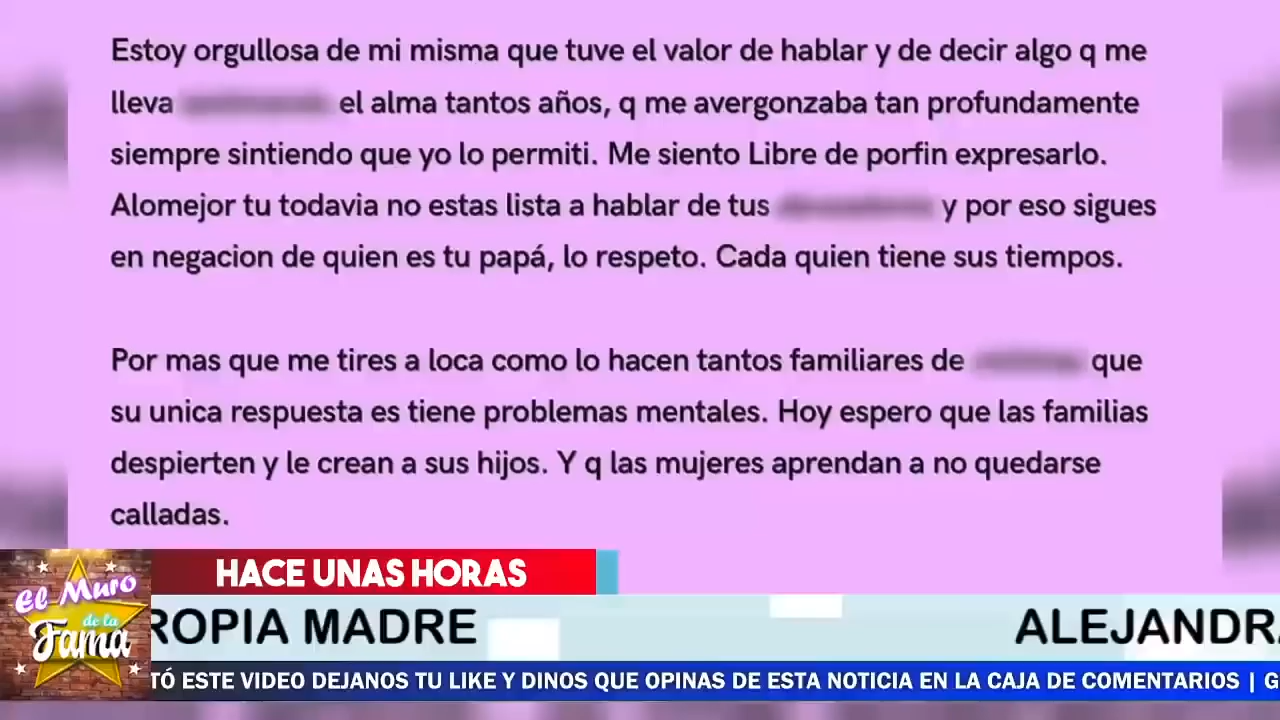 Estoy orgullosa de mi misma que tuve el valor de hablar y de decir algo q me
lleva el alma tantos años, q me avergonzaba tan profundamente
siempre sintiendo que yo lo permiti. Me siento Libre de porfin expresarlo.
Alomejor tu todavia no estas lista a hablar de tus y por eso sigues
en negacion de quien es tu papá, lo respeto. Cada quien tiene sus tiempos.
Por mas que me tires a loca como lo hacen tantos familiares de que
su unica respuesta es tiene problemas mentales. Hoy espero que las familias
despierten y le crean a sus hijos. Y q las mujeres aprendan a no quedarse
calladas.
HACE UNAS HORAS
El Muro
de la
Fama
ROPIA MADRE ALEJANDRA
TÓ ESTE VIDEO DEJANOS TU LIKE Y DINOS QUE OPINAS DE ESTA NOTICIA EN LA CAJA DE COMENTARIOS | G